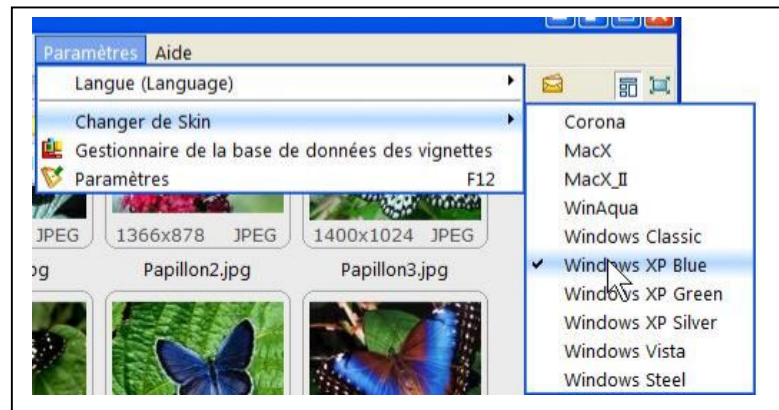 Paramètres Aide
Langue (Language)
Changer de Skin
Gestionnaire de la base de données des vignettes
Paramètres F12
Corona
MacX
MacX_II
WinAqua
Windows Classic
Windows XP Blue
Windows XP Green
Windows XP Silver
Windows Vista
Windows Steel
JPEG 1366x878 JPEG 1400x1024 JPEG
Papillon2.jpg Papillon3.jpg